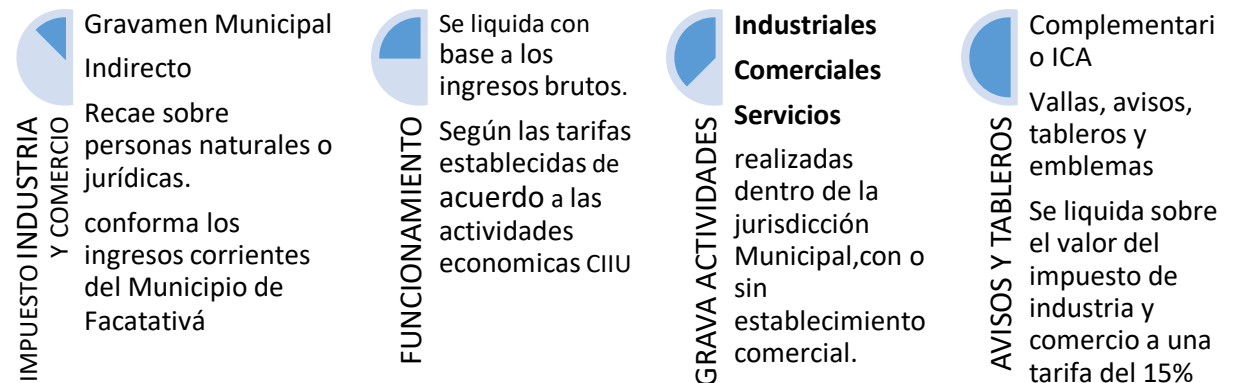 IMPUESTO INDUSTRIA
Y COMERCIO
Gravamen Municipal
Indirecto
Recae sobre
personas naturales o
jurídicas.
conforma los
ingresos corrientes
del Municipio de
Facatativá
FUNCIONAMIENTO
Se liquida con
base a los
ingresos brutos.
Según las tarifas
establecidas de
acuerdo a las
actividades
economicas CIIU
GRAVA ACTIVIDADES
Industriales
Comerciales
Servicios
realizadas
dentro de la
jurisdicción
Municipal,con o
sin
establecimiento
comercial.
AVISOS Y TABLEROS
Complementari
o ICA
Vallas, avisos,
tableros y
emblemas
Se liquida sobre
el valor del
impuesto de
industria y
comercio a una
tarifa del 15%